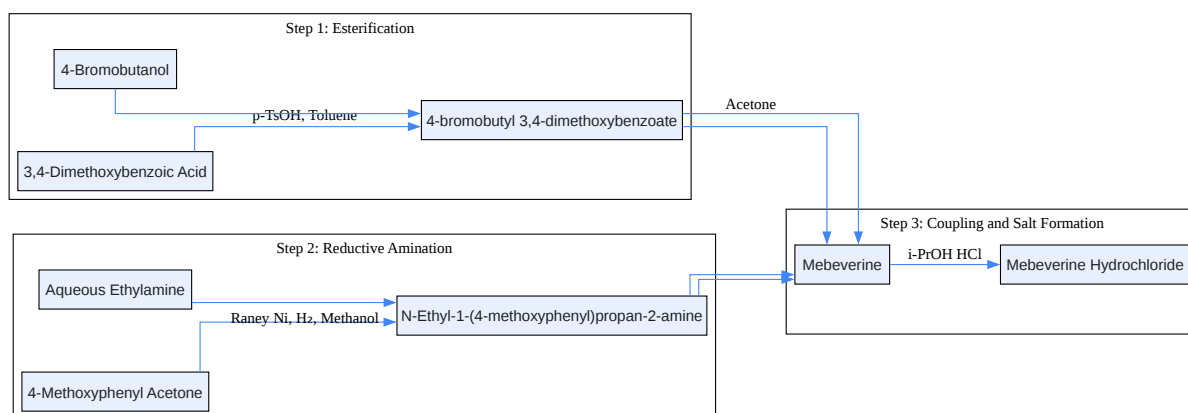 Step 1: Esterification
4-Bromobutanol
p-TsOH, Toluene
3,4-Dimethoxybenzoic Acid
4-bromobutyl 3,4-dimethoxybenzoate
Acetone
Step 2: Reductive Amination
Aqueous Ethylamine
Raney Ni, H₂, Methanol
4-Methoxyphenyl Acetone
N-Ethyl-1-(4-methoxyphenyl)propan-2-amine
Step 3: Coupling and Salt Formation
Mebeverine
i-PrOH HCl
Mebeverine Hydrochloride